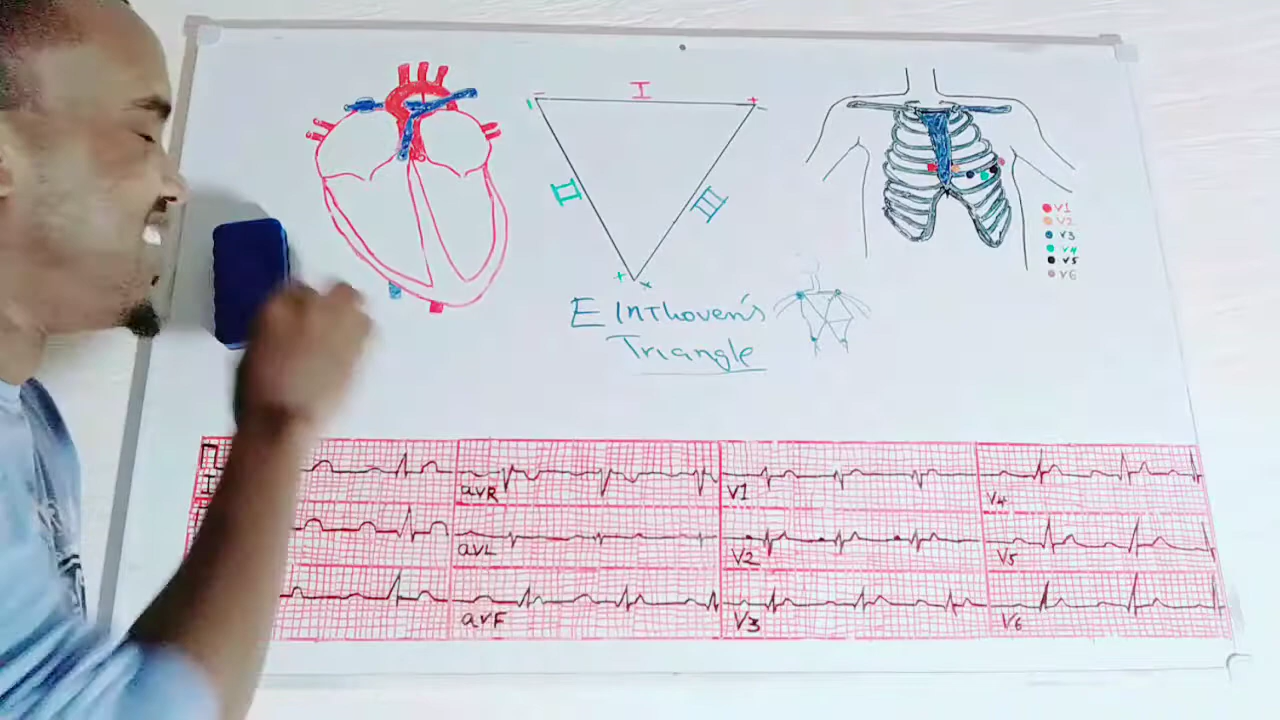 I
II
III
EInThoven's
Triangle
V1
V2
V3
V4
V5
V6
aVR
V1
V4
aVL
V2
V5
aVF
V3
V6